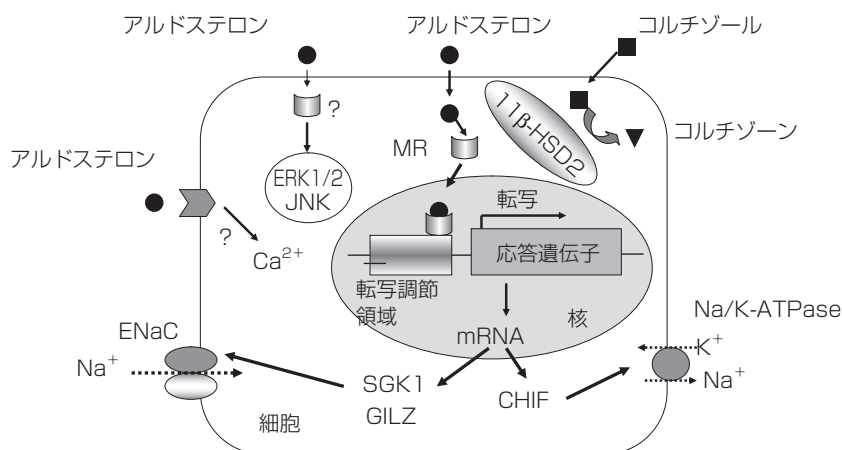 アルドステロン
アルドステロン
コルチゾール
?
MR
11β-HSD2
コルチゾーン
アルドステロン
ERK1/2
JNK
?
Ca²⁺
転写
応答遺伝子
転写調節
領域
核
mRNA
Na/K-ATPase
K⁺
Na⁺
ENaC
Na⁺
SGK1
GILZ
CHIF
細胞